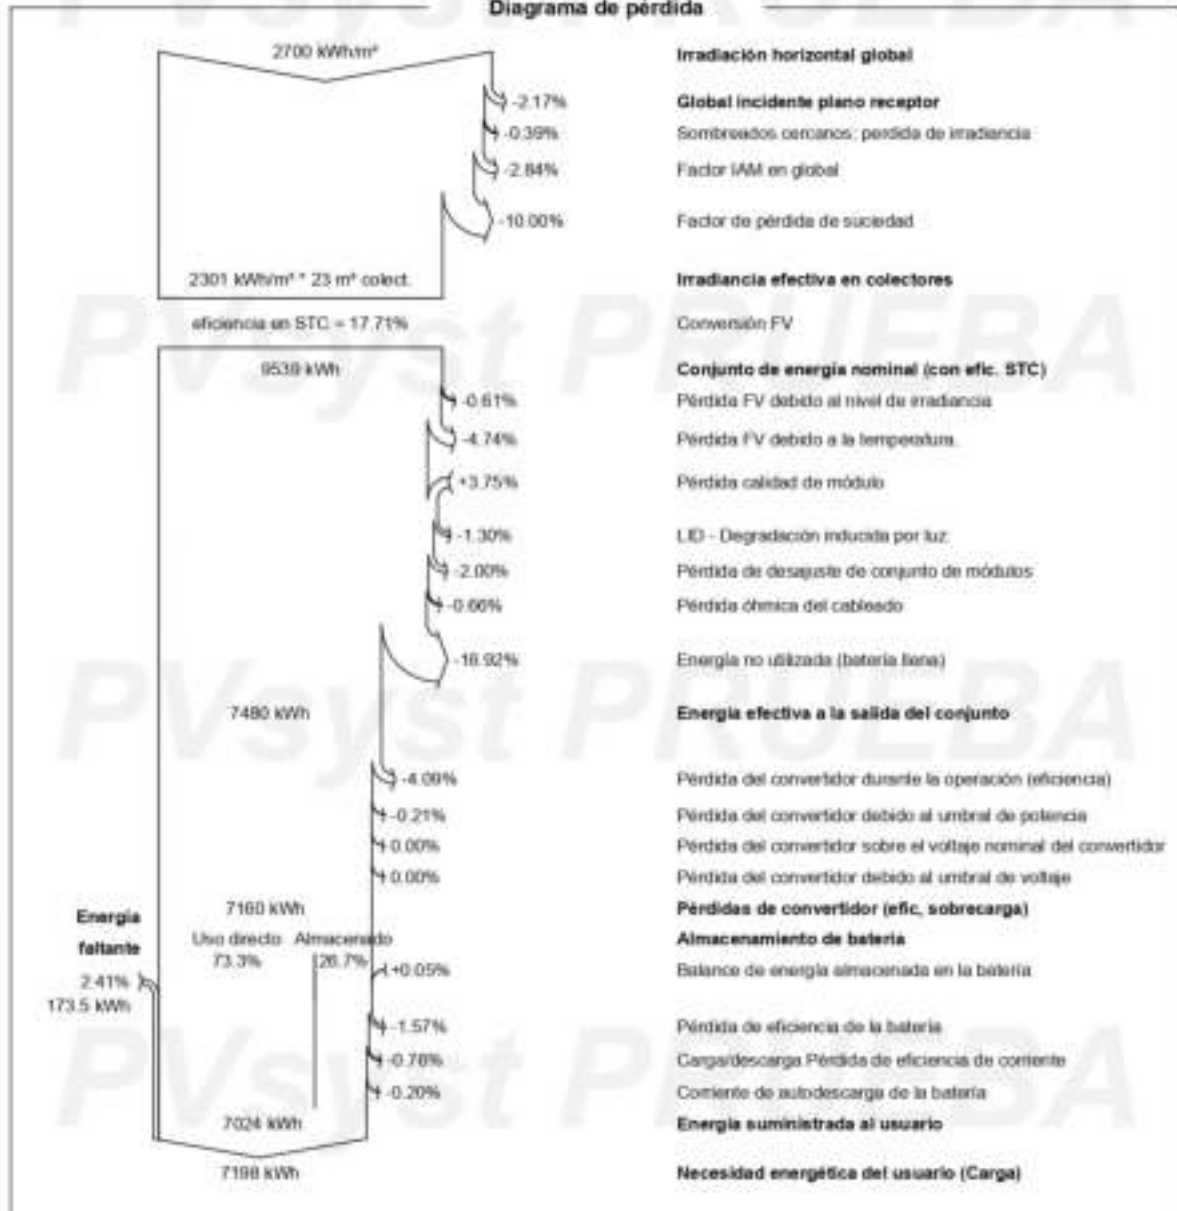 Diagrama de pérdida
2700 kWh/m² Irradiación horizontal global
-2.17% Global incidente plano receptor
-0.39% Sombreados cercanos: perdida de irradiancia
-2.84% Factor IAM en global
-10.00% Factor de pérdida de suciedad
2301 kWh/m² * 23 m² colect. Irradiancia efectiva en colectores
eficiencia en STC = 17.71% Conversión FV
9539 kWh Conjunto de energía nominal (con efic. STC)
-0.61% Pérdida FV debido al nivel de irradiancia
-4.74% Pérdida FV debido a la temperatura.
+3.75% Pérdida calidad de módulo
-1.30% LID - Degradación inducida por luz
-2.00% Pérdida de desajuste de conjunto de módulos
-0.66% Pérdida óhmica del cableado
-16.92% Energía no utilizada (batería llena)
7480 kWh Energía efectiva a la salida del conjunto
-4.09% Pérdida del convertidor durante la operación (eficiencia)
-0.21% Pérdida del convertidor debido al umbral de potencia
0.00% Pérdida del convertidor sobre el voltaje nominal del convertidor
0.00% Pérdida del convertidor debido al umbral de voltaje
7160 kWh Pérdidas de convertidor (efic, sobrecarga)
Energía faltante
Uso directo Almacenado Almacenamiento de batería
73.3% 26.7% +0.05% Balance de energía almacenada en la batería
2.41%
173.5 kWh
-1.57% Pérdida de eficiencia de la batería
-0.78% Carga/descarga Pérdida de eficiencia de corriente
-0.20% Corriente de autodescarga de la batería
7024 kWh Energía suministrada al usuario
7198 kWh Necesidad energética del usuario (Carga)
PVsyst PRUEBA
PVsyst PRUEBA
PVsyst PRUEBA
PVsyst PRUEBA